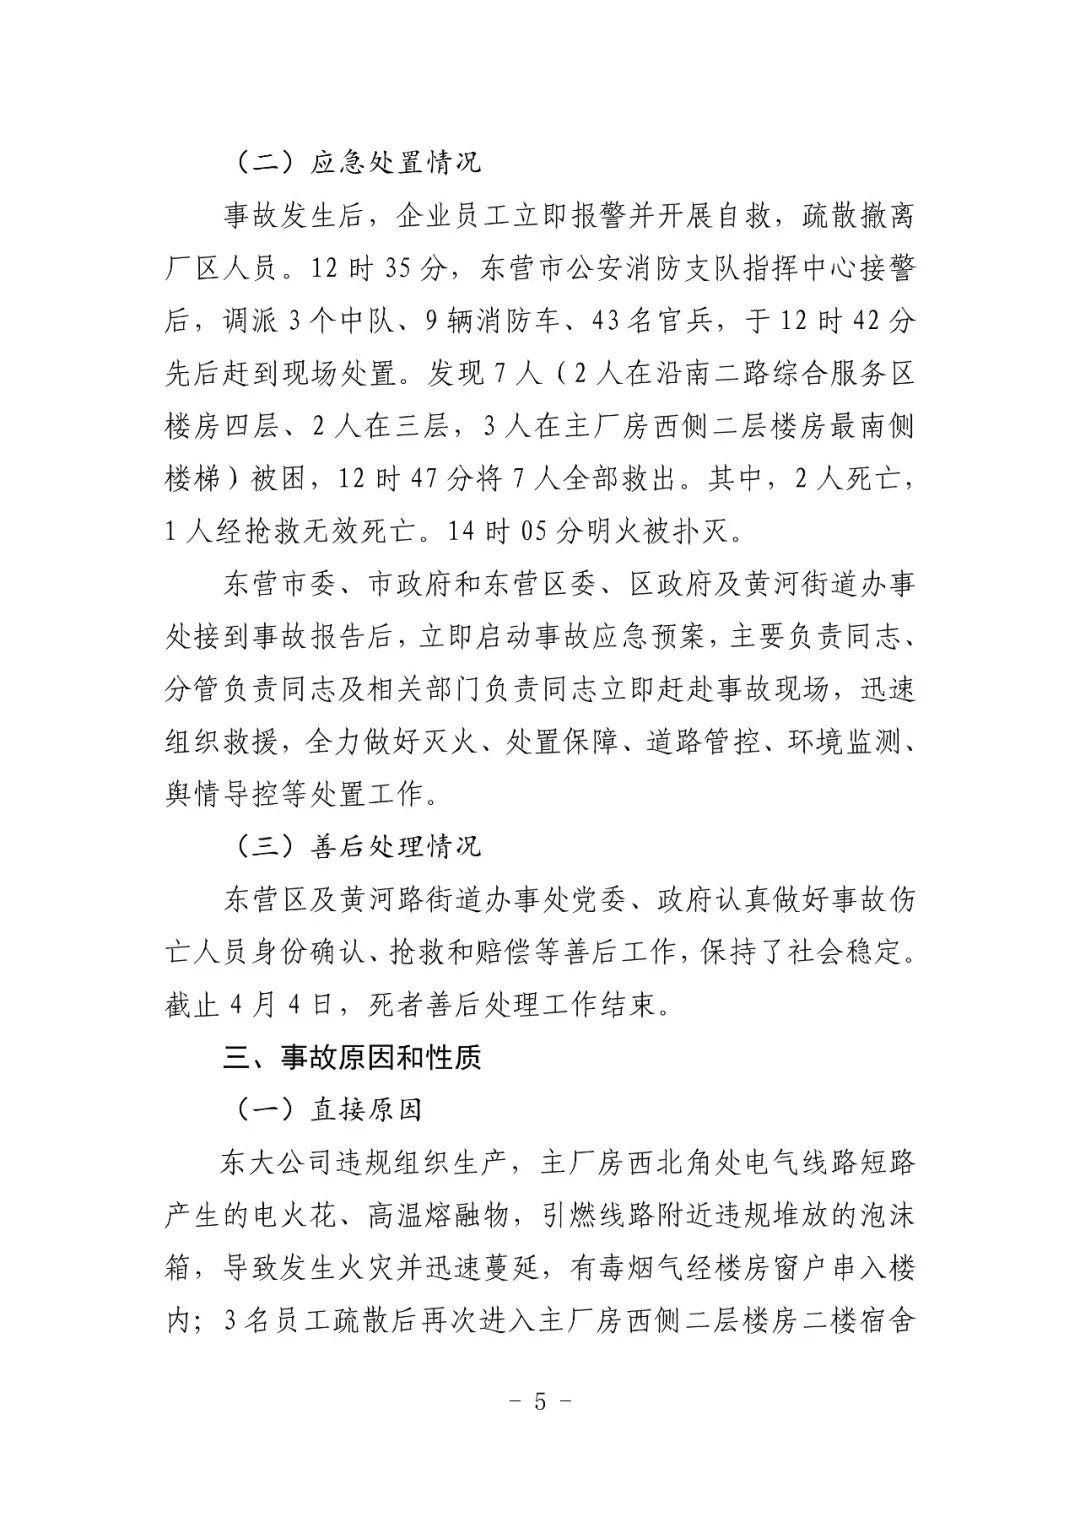 （二）应急处置情况
事故发生后，企业员工立即报警并开展自救，疏散撤离
厂区人员。12 时 35 分，东营市公安消防支队指挥中心接警
后，调派 3 个中队、9 辆消防车、43 名官兵，于 12 时 42 分
先后赶到现场处置。发现 7 人（2 人在沿南二路综合服务区
楼房四层、2 人在三层，3 人在主厂房西侧二层楼房最南侧
楼梯）被困，12 时 47 分将 7 人全部救出。其中，2 人死亡，
1 人经抢救无效死亡。14 时 05 分明火被扑灭。
东营市委、市政府和东营区委、区政府及黄河街道办事
处接到事故报告后，立即启动事故应急预案，主要负责同志、
分管负责同志及相关部门负责同志立即赶赴事故现场，迅速
组织救援，全力做好灭火、处置保障、道路管控、环境监测、
舆情导控等处置工作。
（三）善后处理情况
东营区及黄河路街道办事处党委、政府认真做好事故伤
亡人员身份确认、抢救和赔偿等善后工作，保持了社会稳定。
截止 4 月 4 日，死者善后处理工作结束。
三、事故原因和性质
（一）直接原因
东大公司违规组织生产，主厂房西北角处电气线路短路
产生的电火花、高温熔融物，引燃线路附近违规堆放的泡沫
箱，导致发生火灾并迅速蔓延，有毒烟气经楼房窗户串入楼
内；3 名员工疏散后再次进入主厂房西侧二层楼房二楼宿舍
- 5 -